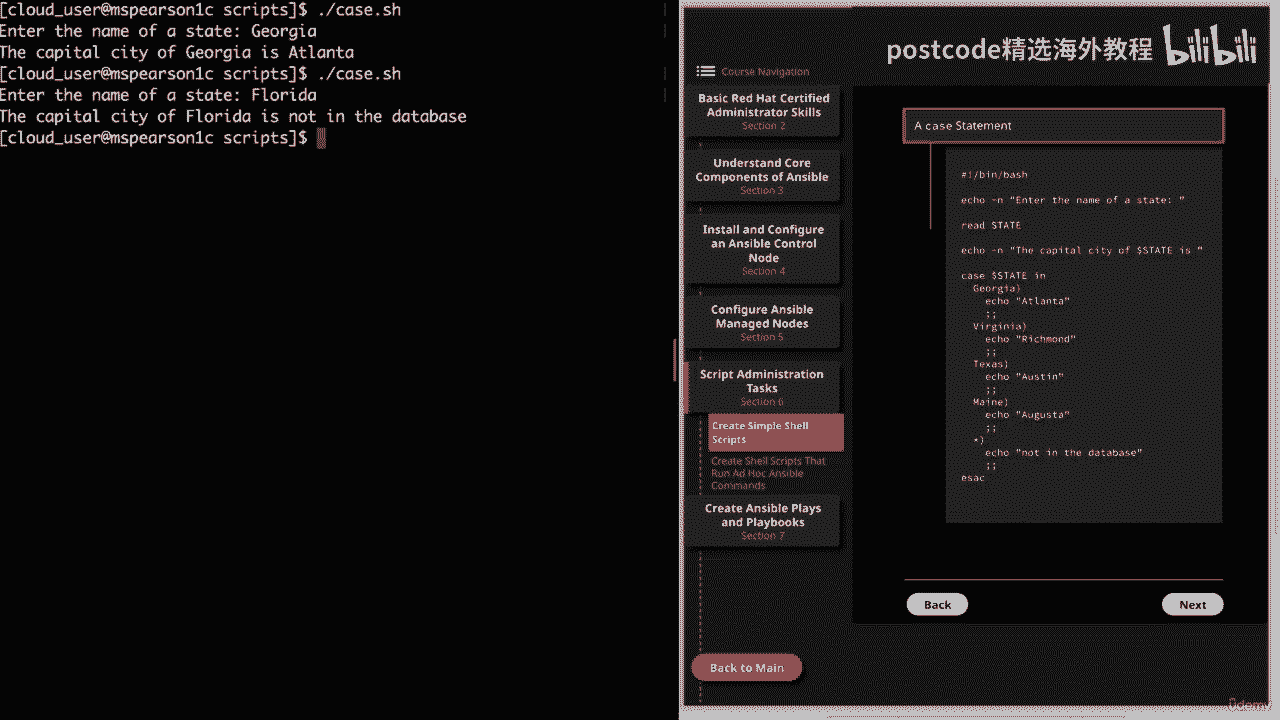 [cloud_user@mspearson1c scripts]$ ./case.sh
Enter the name of a state: Georgia
The capital city of Georgia is Atlanta
[cloud_user@mspearson1c scripts]$ ./case.sh
Enter the name of a state: Florida
The capital city of Florida is not in the database
[cloud_user@mspearson1c scripts]$
postcode精选海外教程 bilibili
Course Navigation
Basic Red Hat Certified
Administrator Skills
Section 2
Understand Core
Components of Ansible
Section 3
Install and Configure
an Ansible Control
Node
Section 4
Configure Ansible
Managed Nodes
Section 5
Script Administration
Tasks
Section 6
Create Simple Shell
Scripts
Create Shell Scripts That
Run Ad Hoc Ansible
Commands
Create Ansible Plays
and Playbooks
Section 7
Back to Main
A case Statement
#!/bin/bash
echo -n "Enter the name of a state: "
read STATE
echo -n "The capital city of $STATE is "
case $STATE in
Georgia)
echo "Atlanta"
;;
Virginia)
echo "Richmond"
;;
Texas)
echo "Austin"
;;
Maine)
echo "Augusta"
;;
*)
echo "not in the database"
;;
esac
Back
Next
ûdemy